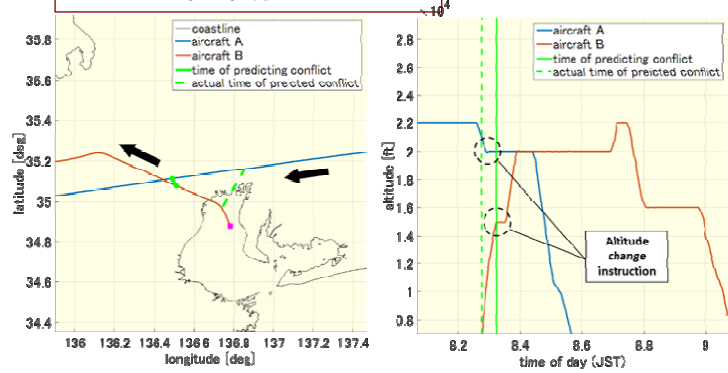 10⁴
coastline
aircraft A
aircraft B
time of predicting conflict
actual time of preicted conflict
35.8
35.6
35.4
35.2
35
34.8
34.6
34.4
latitude [deg]
136
136.2
136.4
136.6
136.8
137
137.2
137.4
longitude [deg]
aircraft A
aircraft B
time of predicting conflict
actual time of preicted conflict
2.8
2.6
2.4
2.2
2
1.8
1.6
1.4
1.2
1
0.8
altitude [ft]
Altitude
change
instruction
8.2
8.4
8.6
8.8
9
time of day (JST)